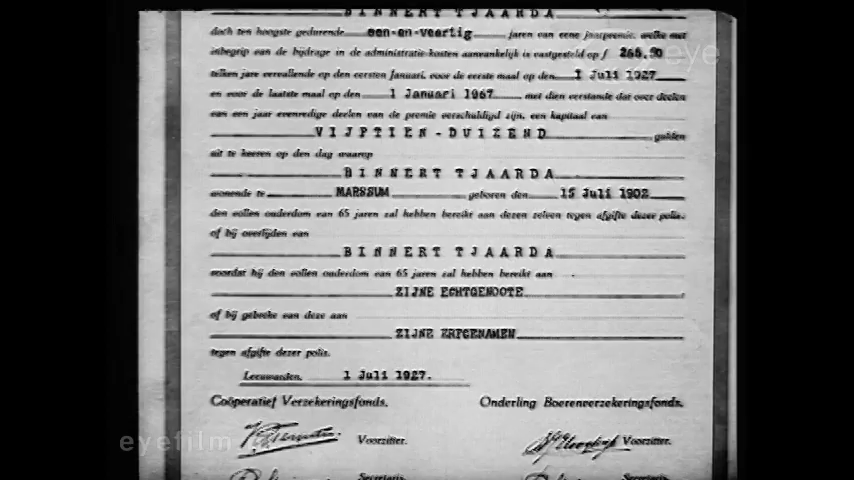 BINNERT TJAARDA
doch ten hoogste gedurende een-en-veertig jaren van eene jaarpremie, welke met
inbegrip van de bijdrage in de administratie-kosten aanvankelijk is vastgesteld op f 265,50
telken jare vervallende op den eersten Januari, voor de eerste maal op den 1 Juli 1927
en voor de laatste maal op den 1 Januari 1967 met dien verstande dat over deelen
van een jaar evenredige deelen van de premie verschuldigd zijn, een kapitaal van
VIJFTIEN-DUIZEND gulden
uit te keeren op den dag waarop
BINNERT TJAARDA
wonende te MARSSUM geboren den 15 Juli 1902
den vollen ouderdom van 65 jaren zal hebben bereikt aan dezen zelven tegen afgifte dezer polis.
of bij overlijden van
BINNERT TJAARDA
voordat hij den vollen ouderdom van 65 jaren zal hebben bereikt aan
ZIJNE ECHTGENOOTE
of bij gebreke van deze aan
ZIJNE ERFGENAMEN
tegen afgifte dezer polis.
Leeuwarden, 1 Juli 1927.
Coöperatief Verzekeringsfonds. Onderling Boerenverzekeringsfonds.
Voorzitter. Voorzitter.
Secretaris. Secretaris.
eye
eyefilm